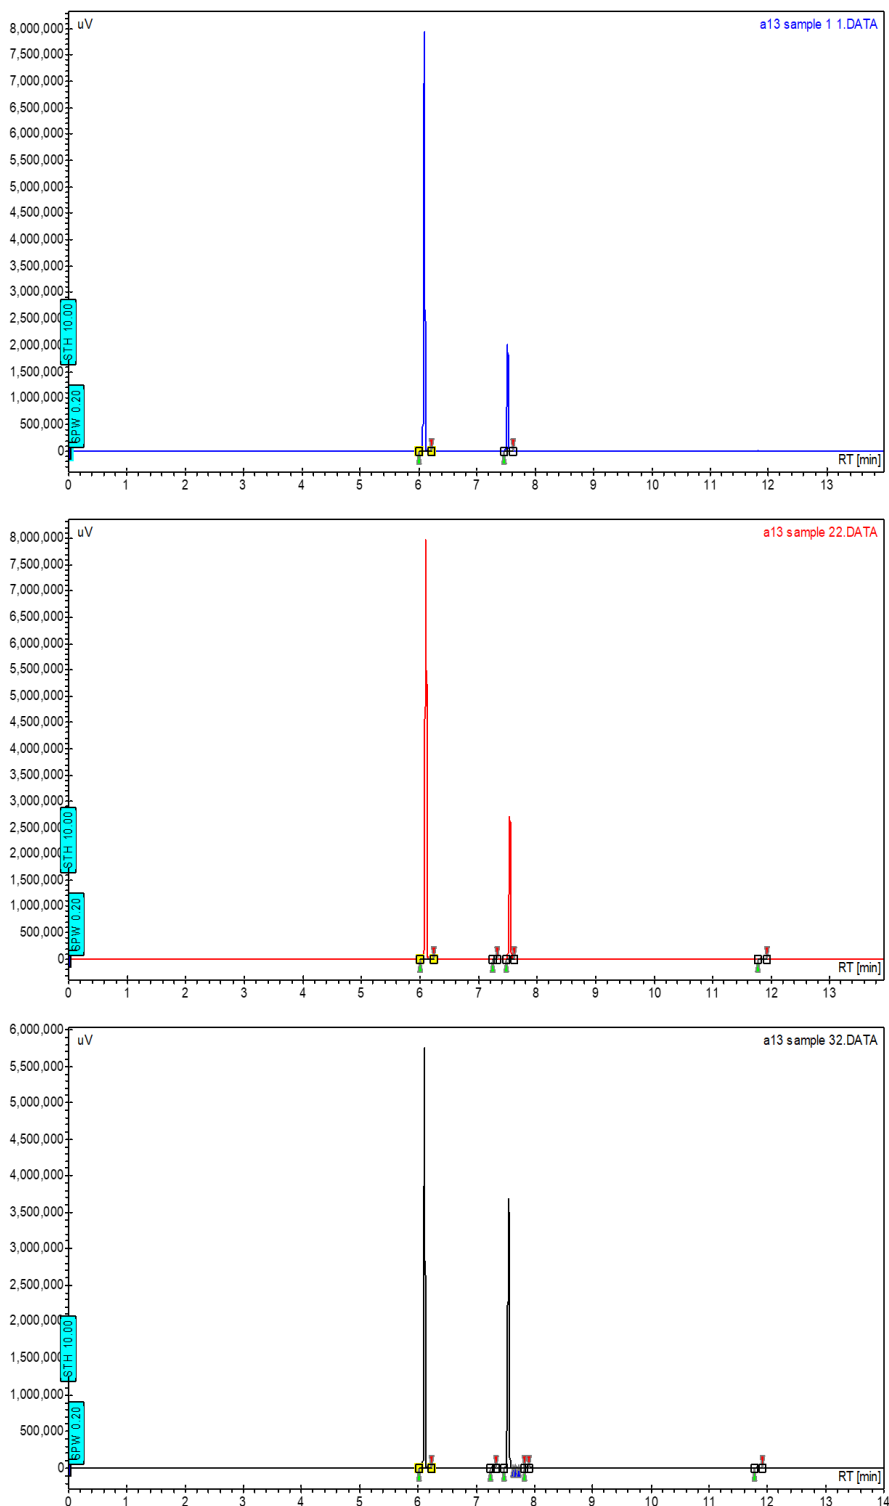 uV
a13 sample 1 1.DATA
8,000,000
7,500,000
7,000,000
6,500,000
6,000,000
5,500,000
5,000,000
4,500,000
4,000,000
3,500,000
3,000,000
2,500,000
2,000,000
1,500,000
1,000,000
500,000
0
STH 10.00
SPW 0.20
RT [min]
0 1 2 3 4 5 6 7 8 9 10 11 12 13
uV
a13 sample 22.DATA
8,000,000
7,500,000
7,000,000
6,500,000
6,000,000
5,500,000
5,000,000
4,500,000
4,000,000
3,500,000
3,000,000
2,500,000
2,000,000
1,500,000
1,000,000
500,000
0
STH 10.00
SPW 0.20
RT [min]
0 1 2 3 4 5 6 7 8 9 10 11 12 13
uV
a13 sample 32.DATA
6,000,000
5,500,000
5,000,000
4,500,000
4,000,000
3,500,000
3,000,000
2,500,000
2,000,000
1,500,000
1,000,000
500,000
0
STH 10.00
SPW 0.20
RT [min]
0 1 2 3 4 5 6 7 8 9 10 11 12 13 14